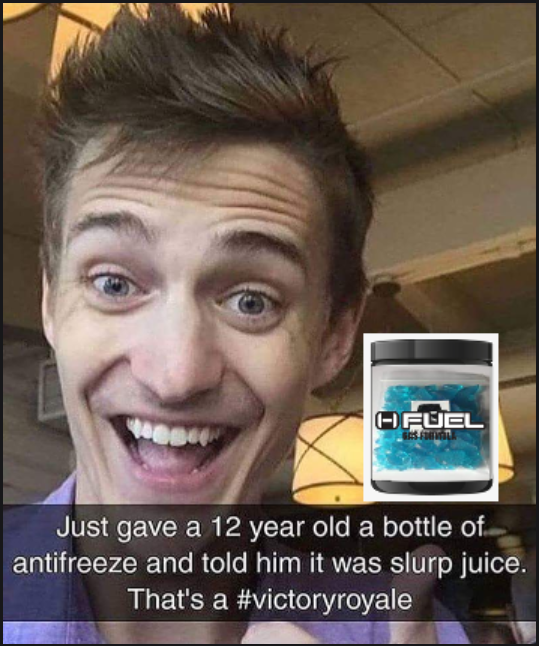 H FUEL
Just gave a 12 year old a bottle of
antifreeze and told him it was slurp juice.
That's a #victoryroyale